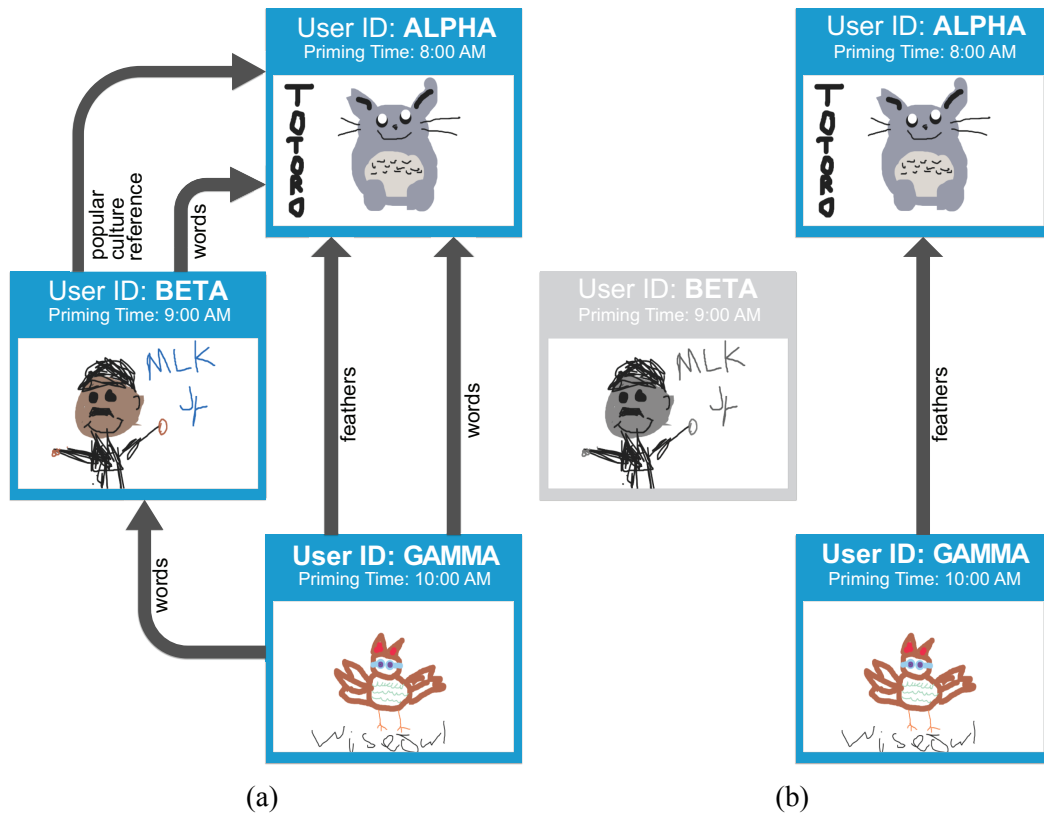 User ID: ALPHA
Priming Time: 8:00 AM
TOTORO
popular
culture
reference
words
User ID: BETA
Priming Time: 9:00 AM
MLK
Jr
feathers
words
words
User ID: GAMMA
Priming Time: 10:00 AM
Wiseowl
(a)
User ID: ALPHA
Priming Time: 8:00 AM
TOTORO
User ID: BETA
Priming Time: 9:00 AM
MLK
Jr
feathers
User ID: GAMMA
Priming Time: 10:00 AM
Wiseowl
(b)